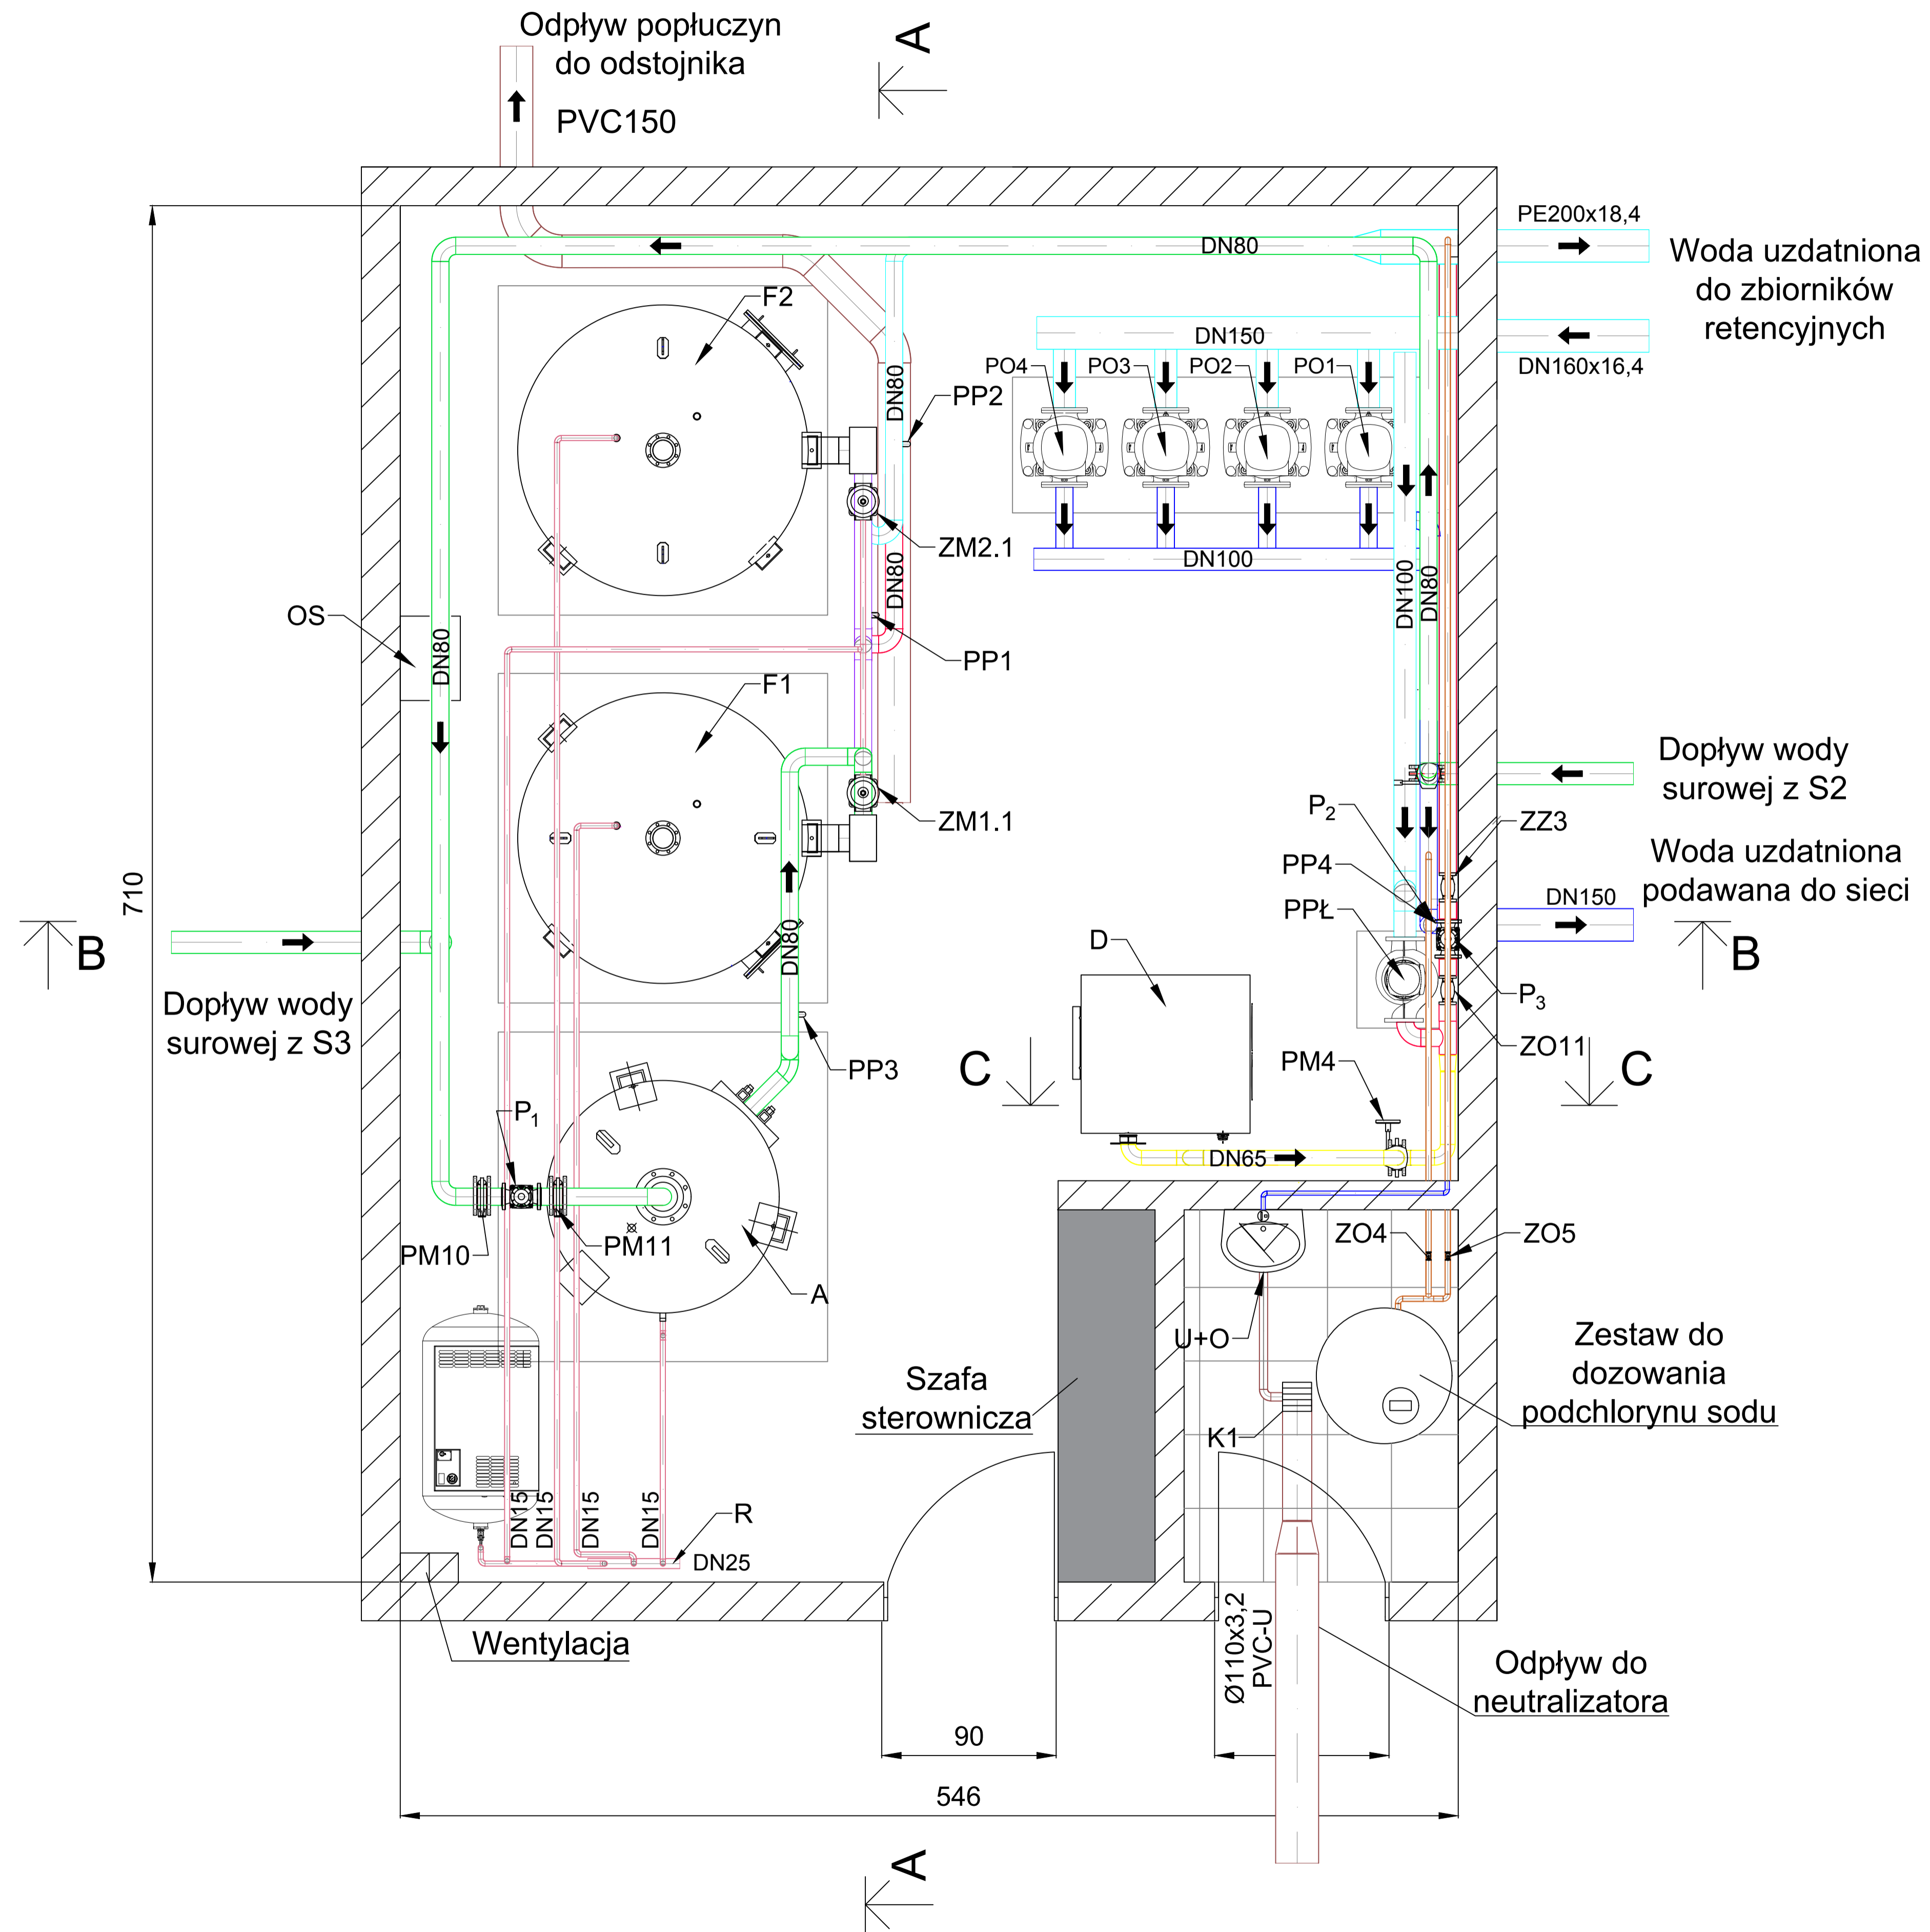 Odpływ popłuczyn
do odstojnika
PVC150
A
PE200x18,4
Woda uzdatniona
do zbiorników
retencyjnych
DN160x16,4
DN80
F2
DN150
PO4
PO3
PO2
PO1
DN80
PP2
ZM2.1
DN80
DN100
DN100
DN80
OS
DN80
PP1
F1
Dopływ wody
surowej z S2
ZM1.1
P2
ZZ3
PP4
Woda uzdatniona
podawana do sieci
PPŁ
DN150
710
B
B
DN80
D
Dopływ wody
surowej z S3
P3
ZO11
PP3
C
PM4
C
P1
DN65
PM10
PM11
A
ZO4
ZO5
U+O
Szafa
sterownicza
Zestaw do
dozowania
podchlorynu sodu
K1
DN15
DN15
DN15
DN15
R
DN25
Wentylacja
Ø110x3,2
PVC-U
Odpływ do
neutralizatora
90
546
A